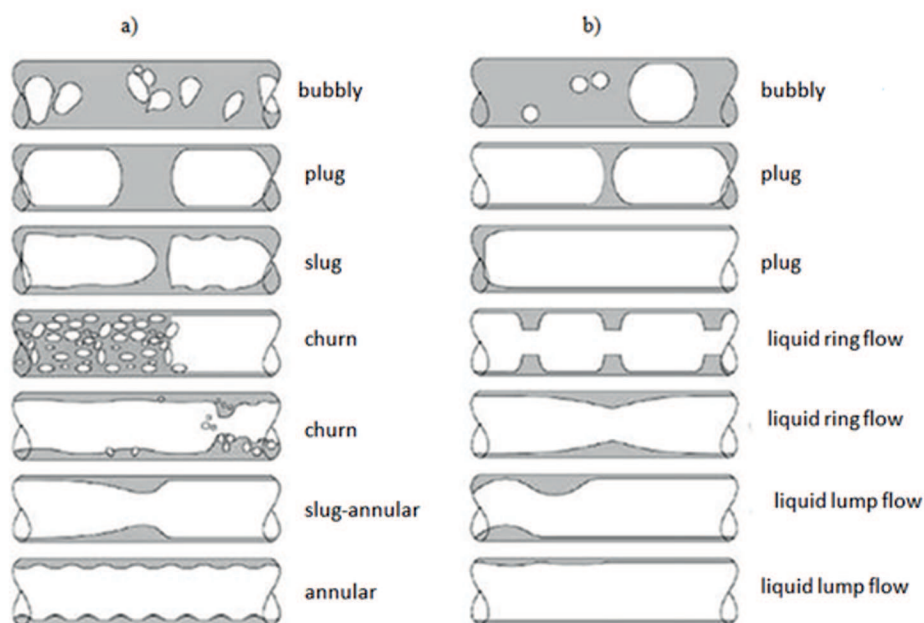 a)
bubbly
plug
slug
churn
churn
slug-annular
annular
b)
bubbly
plug
plug
liquid ring flow
liquid ring flow
liquid lump flow
liquid lump flow